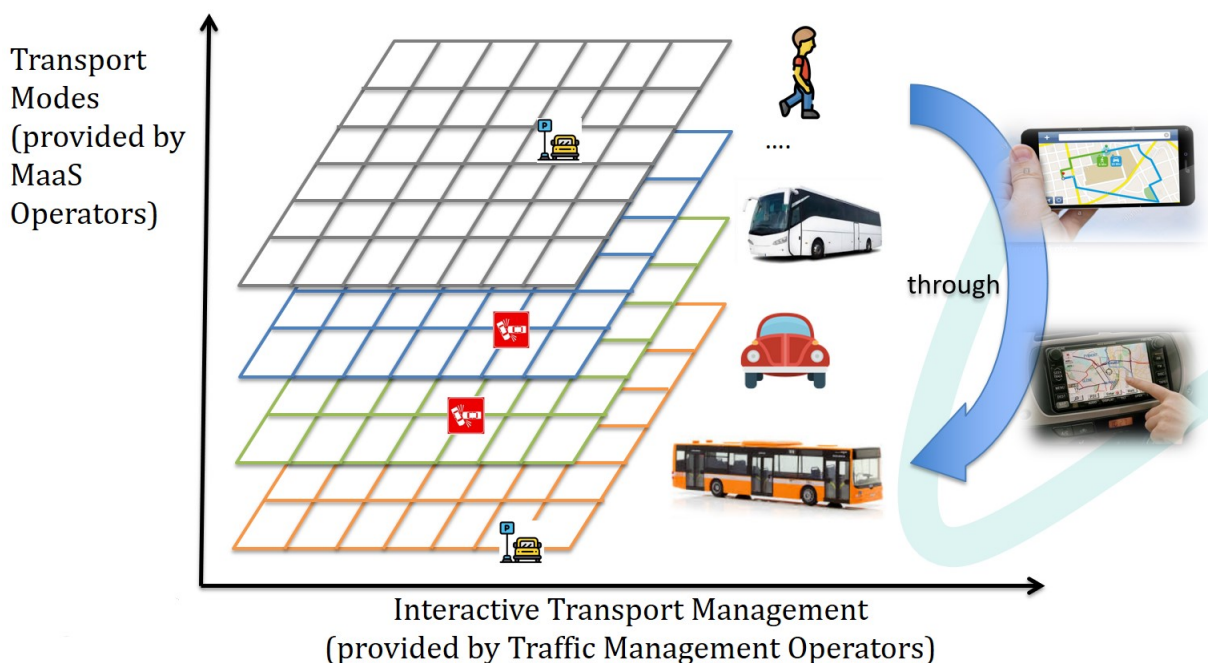 Transport
Modes
(provided by
MaaS
Operators)
P
....
through
P
Interactive Transport Management
(provided by Traffic Management Operators)